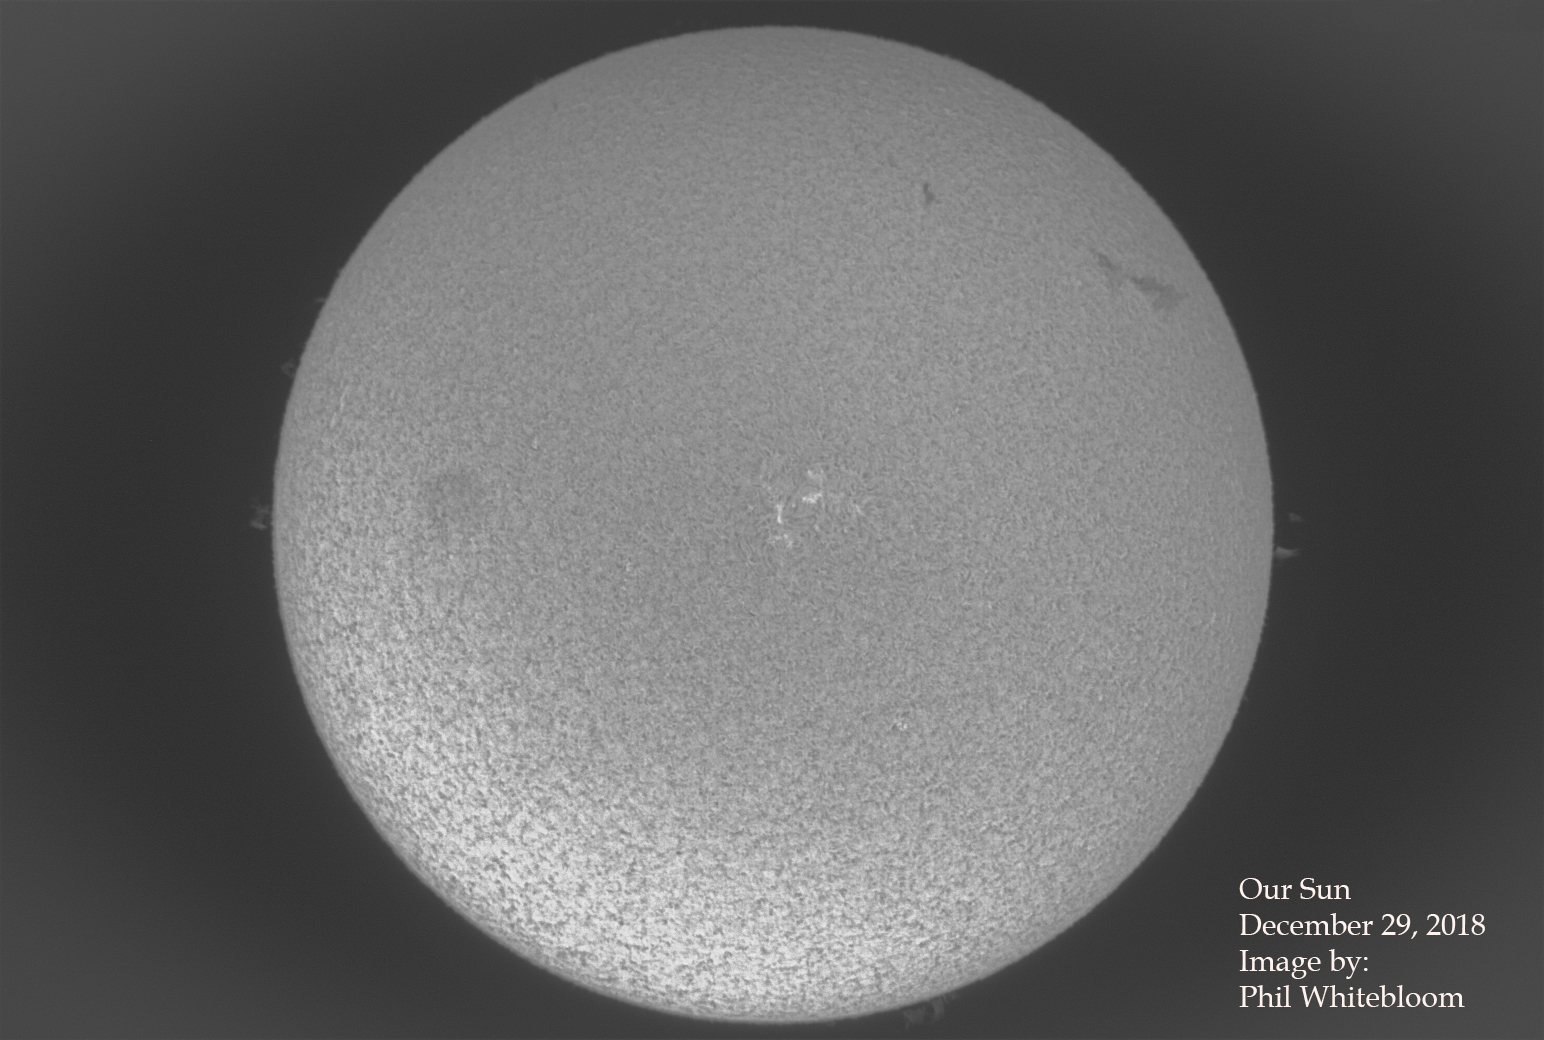 Our Sun
December 29, 2018
Image by:
Phil Whitebloom